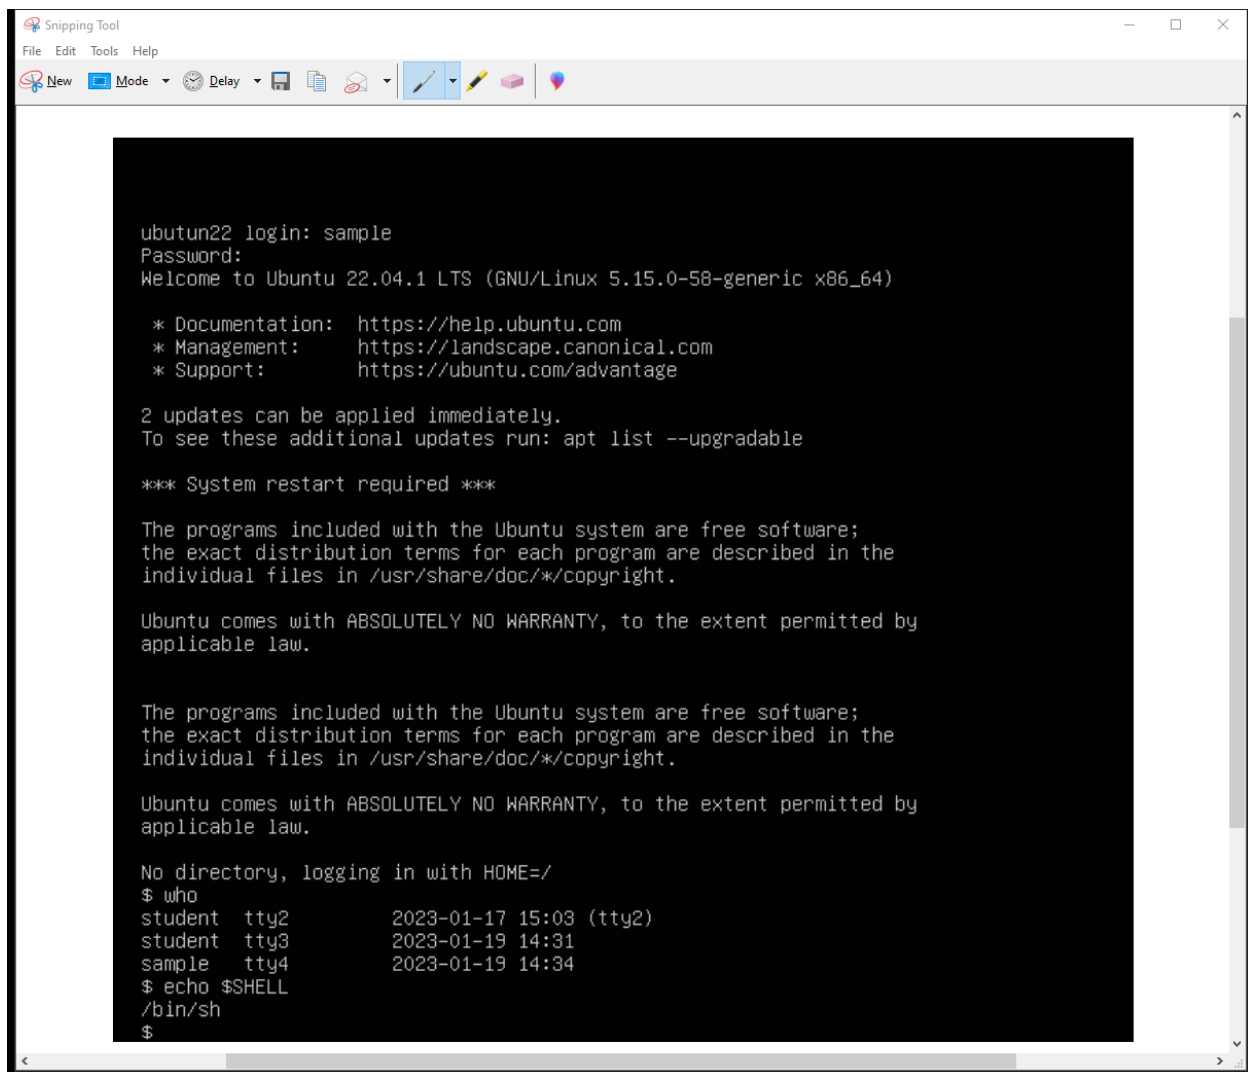 Snipping Tool
File Edit Tools Help
New Mode Delay
ubutun22 login: sample
Password:
Welcome to Ubuntu 22.04.1 LTS (GNU/Linux 5.15.0-58-generic x86_64)
* Documentation: https://help.ubuntu.com
* Management: https://landscape.canonical.com
* Support: https://ubuntu.com/advantage
2 updates can be applied immediately.
To see these additional updates run: apt list --upgradable
*** System restart required ***
The programs included with the Ubuntu system are free software;
the exact distribution terms for each program are described in the
individual files in /usr/share/doc/*/copyright.
Ubuntu comes with ABSOLUTELY NO WARRANTY, to the extent permitted by
applicable law.
The programs included with the Ubuntu system are free software;
the exact distribution terms for each program are described in the
individual files in /usr/share/doc/*/copyright.
Ubuntu comes with ABSOLUTELY NO WARRANTY, to the extent permitted by
applicable law.
No directory, logging in with HOME=/
$ who
student tty2 2023-01-17 15:03 (tty2)
student tty3 2023-01-19 14:31
sample tty4 2023-01-19 14:34
$ echo $SHELL
/bin/sh
$